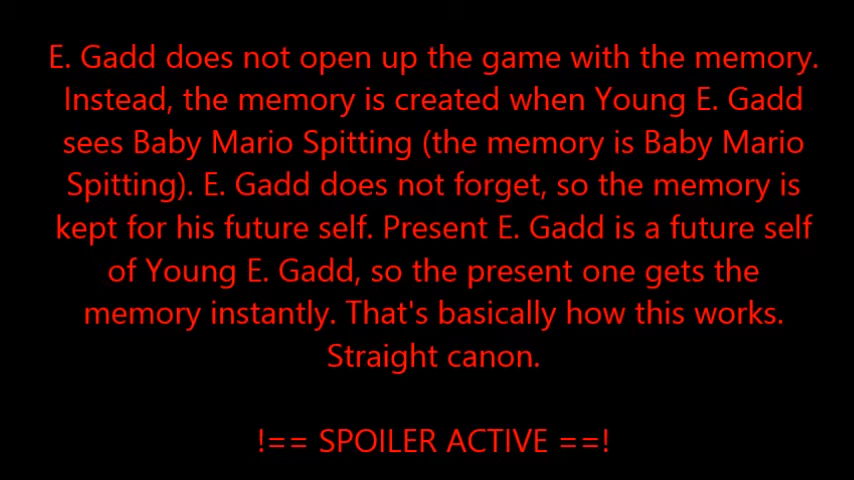 E. Gadd does not open up the game with the memory.
Instead, the memory is created when Young E. Gadd
sees Baby Mario Spitting (the memory is Baby Mario
Spitting). E. Gadd does not forget, so the memory is
kept for his future self. Present E. Gadd is a future self
of Young E. Gadd, so the present one gets the
memory instantly. That's basically how this works.
Straight canon.
!== SPOILER ACTIVE ==!